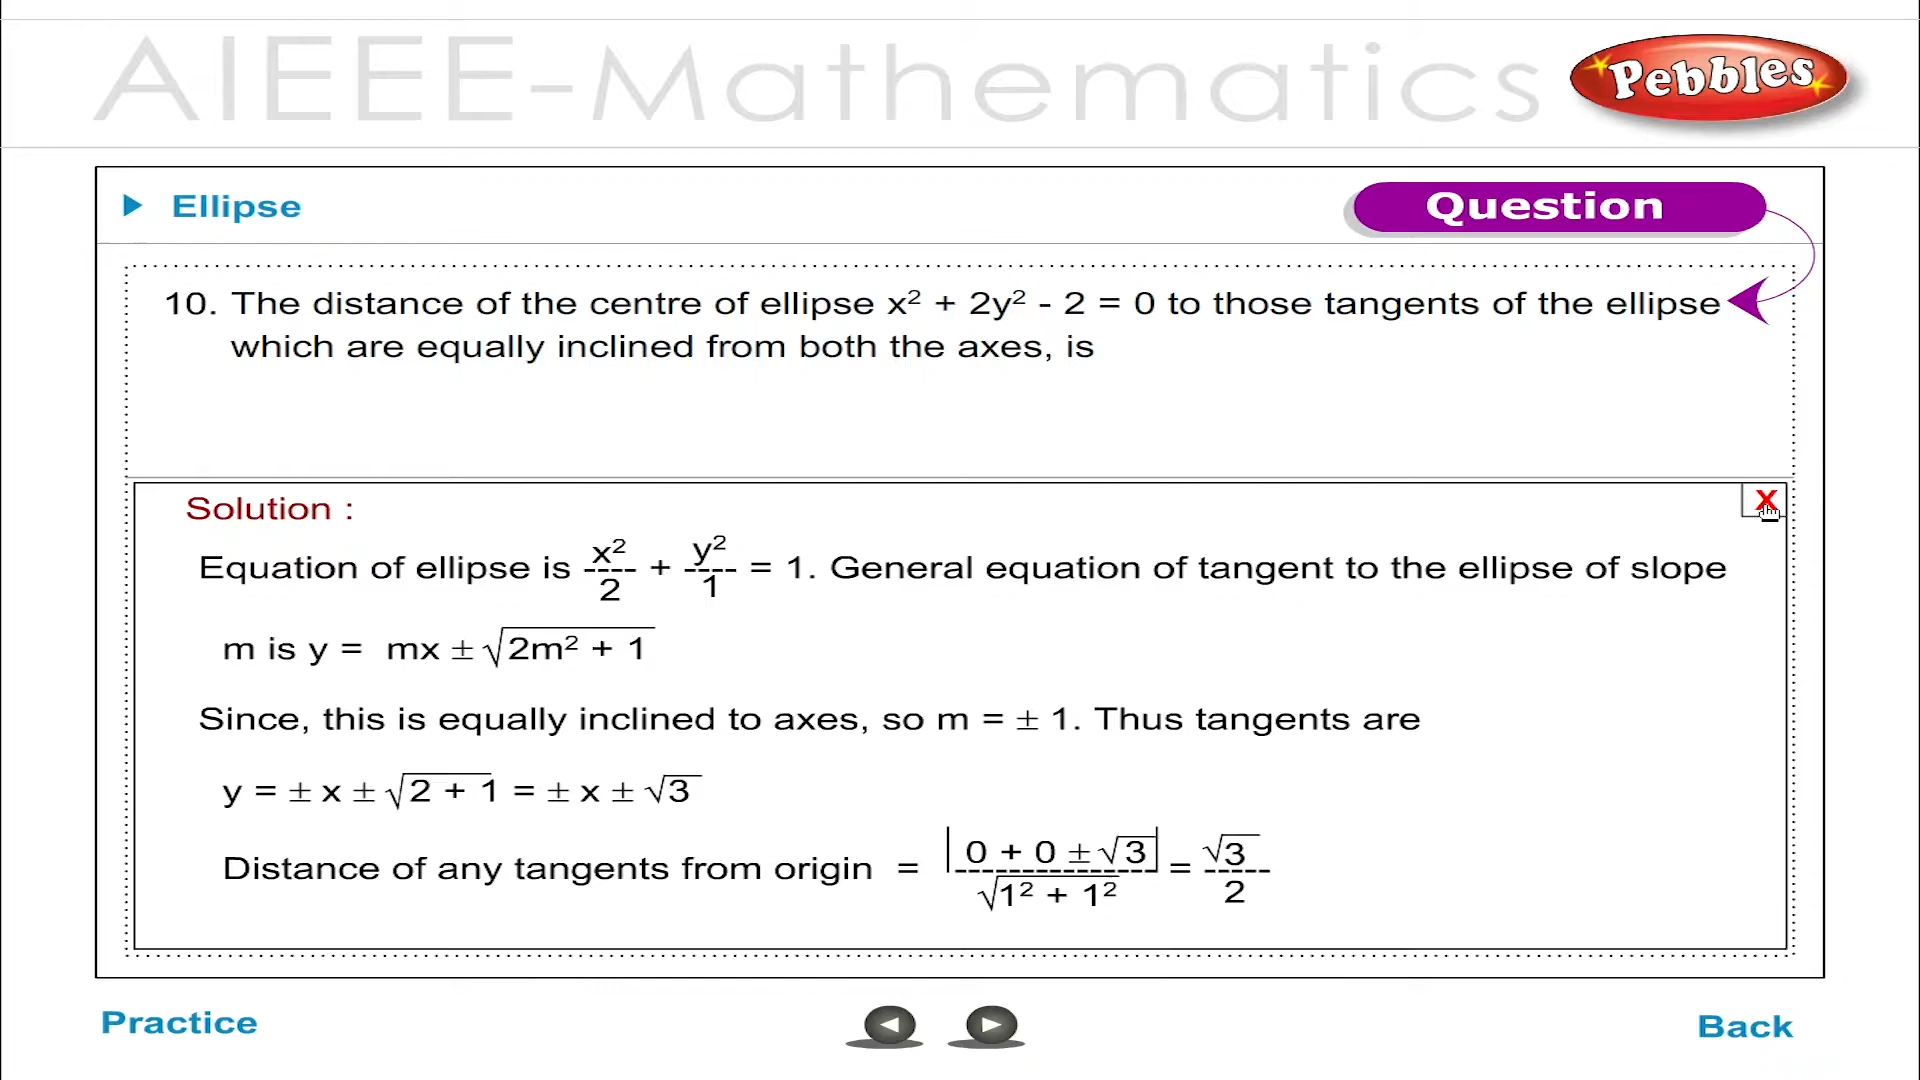 AIEEE-Mathematics
Pebbles
Ellipse
Question
10. The distance of the centre of ellipse x² + 2y² - 2 = 0 to those tangents of the ellipse
which are equally inclined from both the axes, is
Solution :
X
Equation of ellipse is x²/2 + y²/1 = 1. General equation of tangent to the ellipse of slope
m is y = mx ± √(2m² + 1)
Since, this is equally inclined to axes, so m = ± 1. Thus tangents are
y = ± x ± √(2 + 1) = ± x ± √3
Distance of any tangents from origin = |0 + 0 ± √3| / √(1² + 1²) = √3/2
Practice
Back